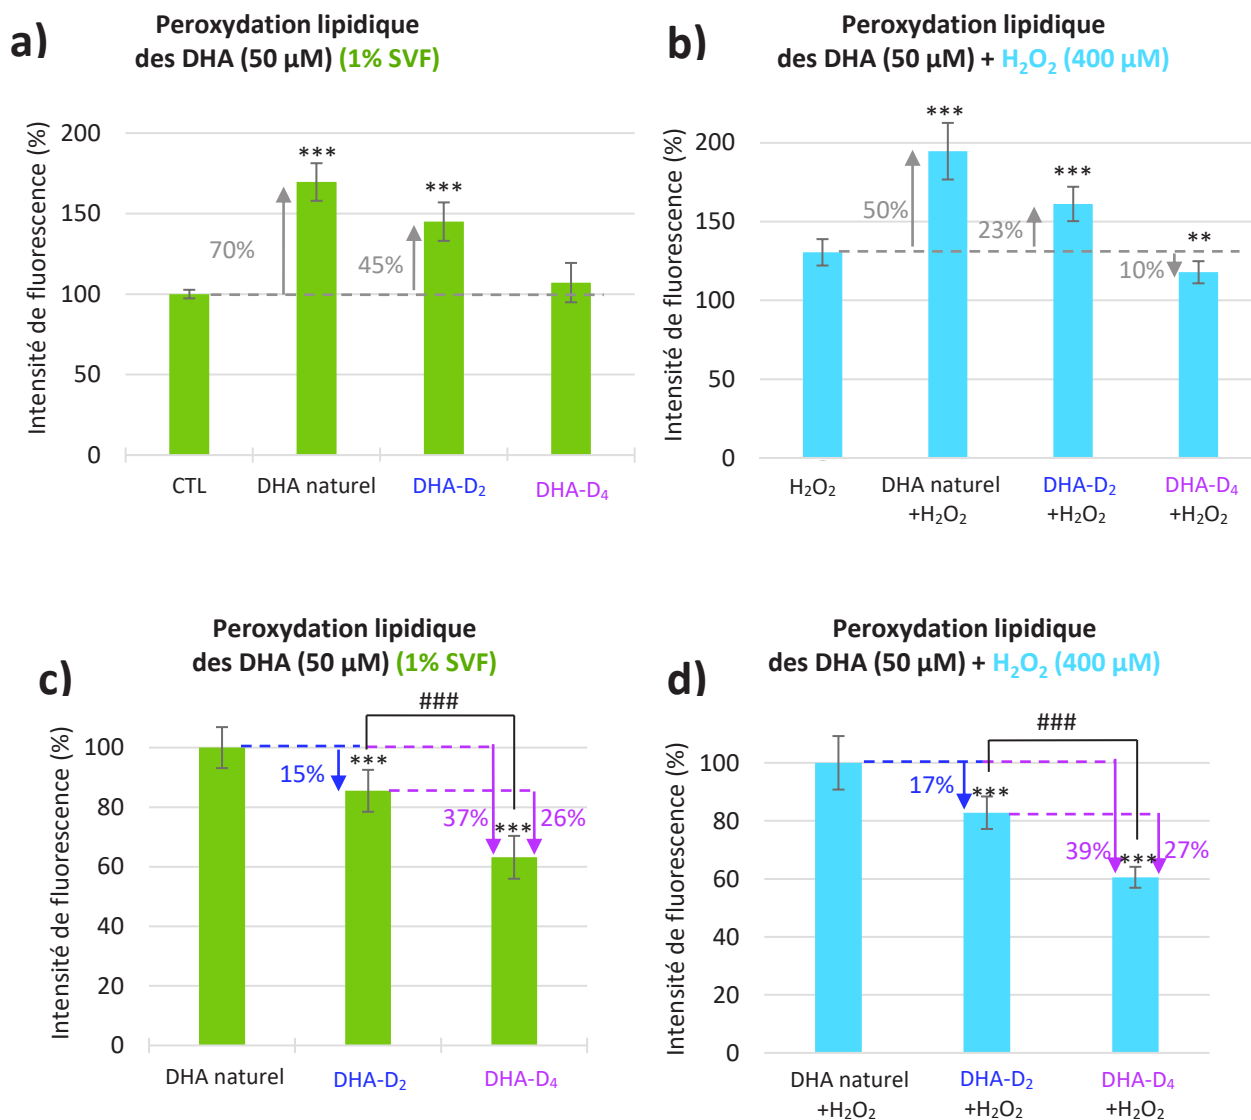 a)
Peroxydation lipidique
des DHA (50 µM) (1% SVF)
Intensité de fluorescence (%)
200
150
100
50
0
***
***
70%
45%
CTL
DHA naturel
DHA-D₂
DHA-D₄
b)
Peroxydation lipidique
des DHA (50 µM) + H₂O₂ (400 µM)
Intensité de fluorescence (%)
200
150
100
50
0
***
***
**
50%
23%
10%
H₂O₂
DHA naturel
+H₂O₂
DHA-D₂
+H₂O₂
DHA-D₄
+H₂O₂
c)
Peroxydation lipidique
des DHA (50 µM) (1% SVF)
Intensité de fluorescence (%)
100
80
60
40
20
0
###
***
***
15%
37%
26%
DHA naturel
DHA-D₂
DHA-D₄
d)
Peroxydation lipidique
des DHA (50 µM) + H₂O₂ (400 µM)
Intensité de fluorescence (%)
100
80
60
40
20
0
###
***
***
17%
39%
27%
DHA naturel
+H₂O₂
DHA-D₂
+H₂O₂
DHA-D₄
+H₂O₂